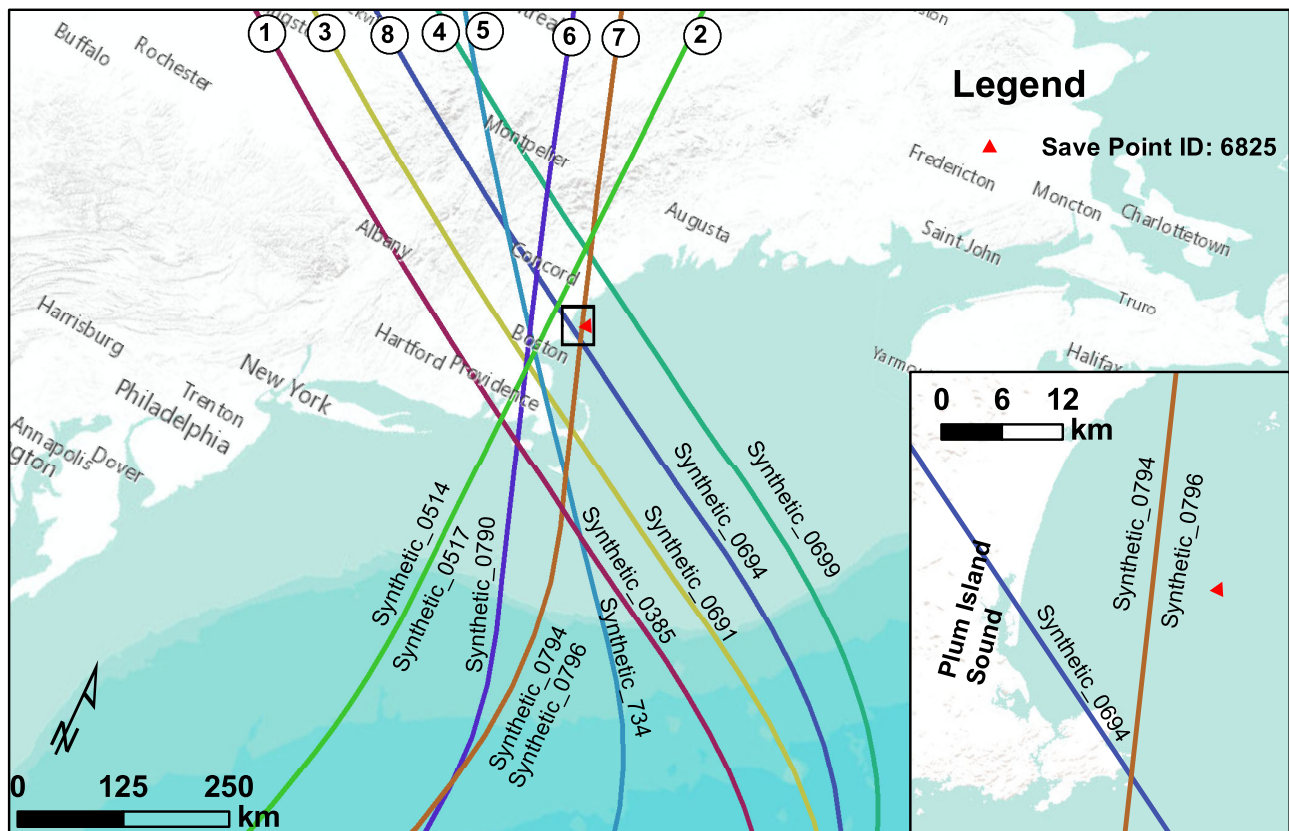 1
3
8
4
5
6
7
2
Buffalo
Rochester
Montpelier
Albany
Concord
Augusta
Fredericton
Moncton
Charlottetown
Saint John
Truro
Halifax
Harrisburg
Hartford
Providence
Boston
New York
Trenton
Philadelphia
Annapolis
Dover
Legend
Save Point ID: 6825
Synthetic_0514
Synthetic_0517
Synthetic_0790
Synthetic_0794
Synthetic_0796
Synthetic_734
Synthetic_0385
Synthetic_0691
Synthetic_0694
Synthetic_0699
N
0 125 250
km
0 6 12
km
Plum Island
Sound
Synthetic_0794
Synthetic_0796
Synthetic_0694